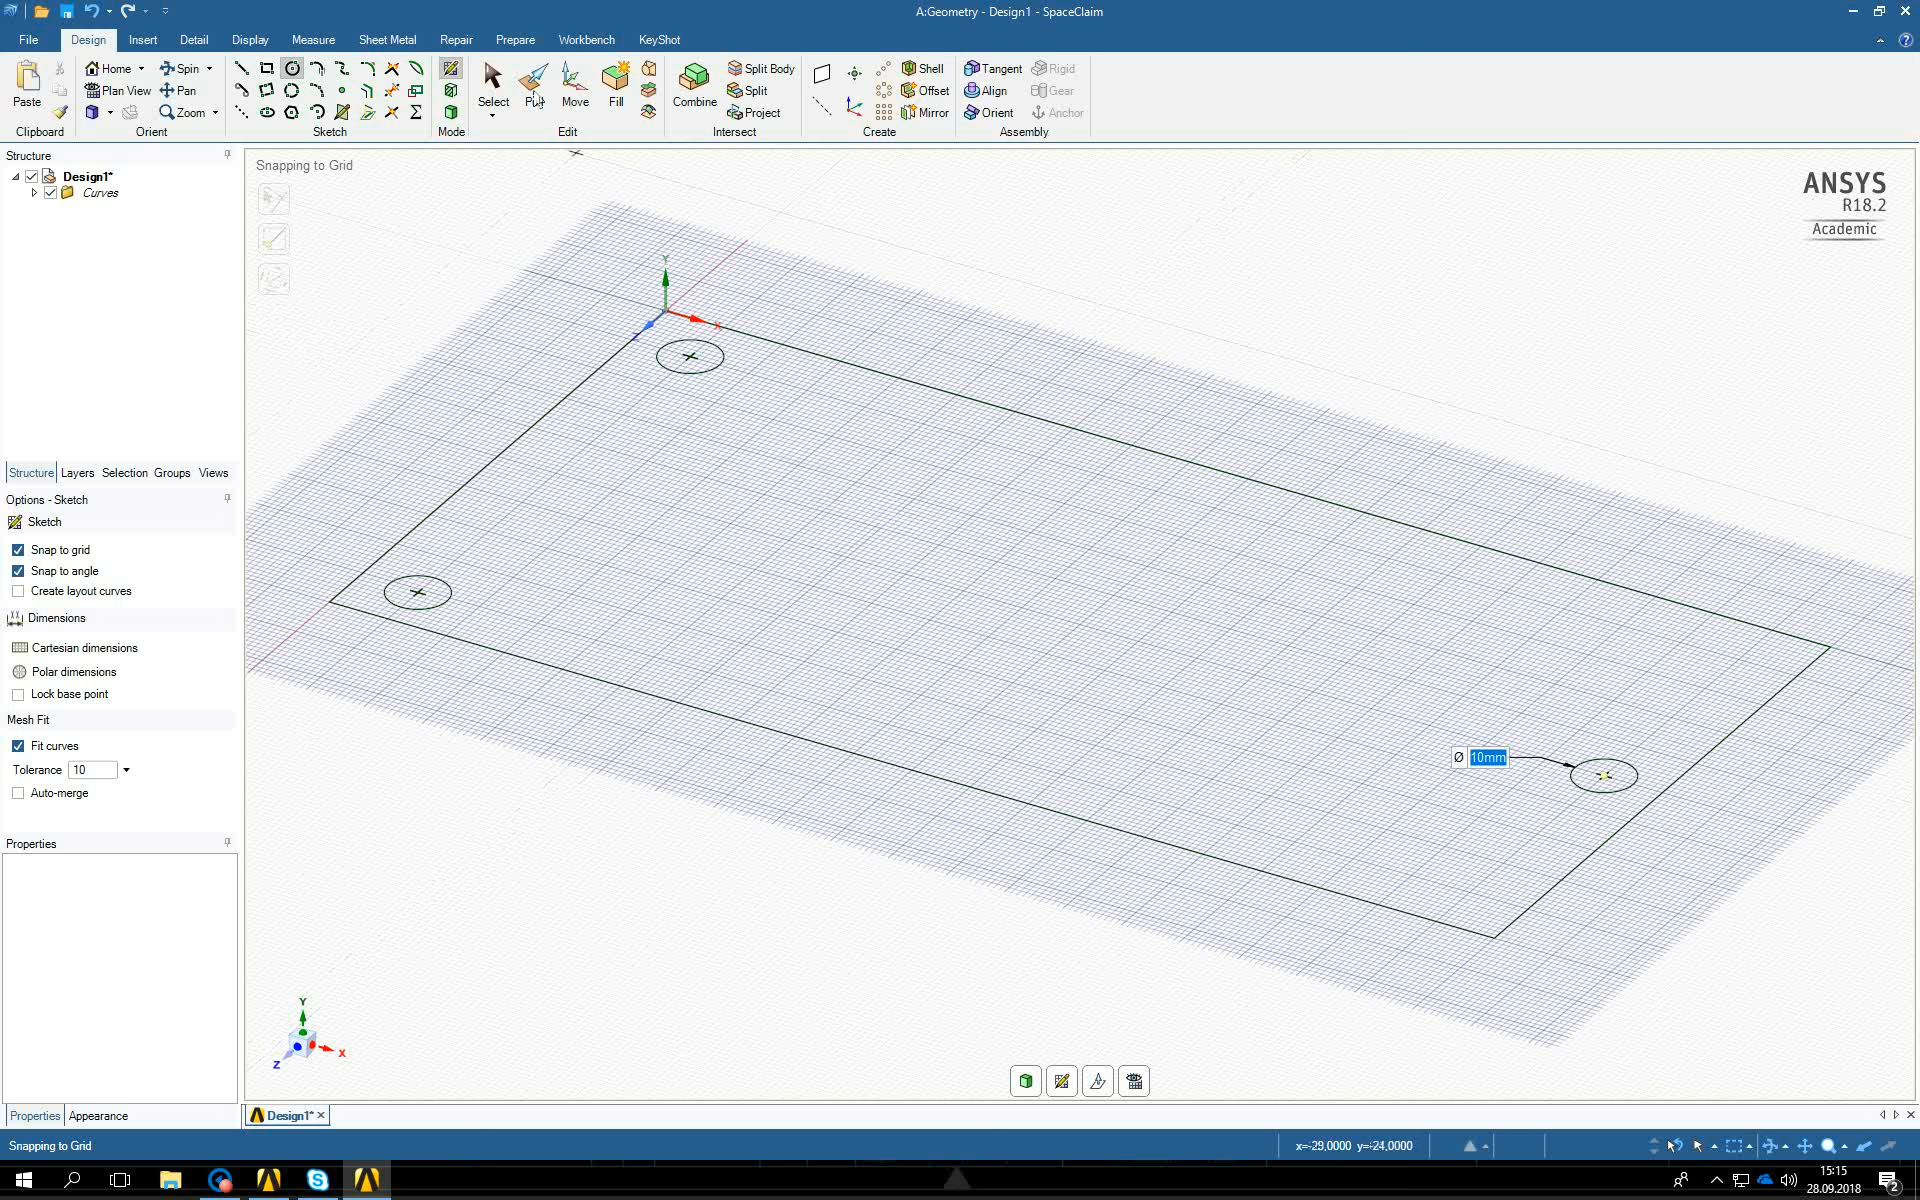 A:Geometry - Design1 - SpaceClaim
File Design Insert Detail Display Measure Sheet Metal Repair Prepare Workbench KeyShot
Paste
Clipboard
Home Spin
Plan View Pan
Zoom
Orient
Sketch
Mode
Select Pull Move Fill
Edit
Combine
Split Body
Split
Project
Intersect
Shell
Offset
Mirror
Create
Tangent Rigid
Align Gear
Orient Anchor
Assembly
Structure
Design1*
Curves
Structure Layers Selection Groups Views
Options - Sketch
Sketch
Snap to grid
Snap to angle
Create layout curves
Dimensions
Cartesian dimensions
Polar dimensions
Lock base point
Mesh Fit
Fit curves
Tolerance 10
Auto-merge
Properties
Properties Appearance
Snapping to Grid
ANSYS
R18.2
Academic
Y
X
Z
Ø 10mm
Y
X
Z
Design1*
Snapping to Grid
x=-29,0000 y=-24,0000
15:15
28.09.2018
2